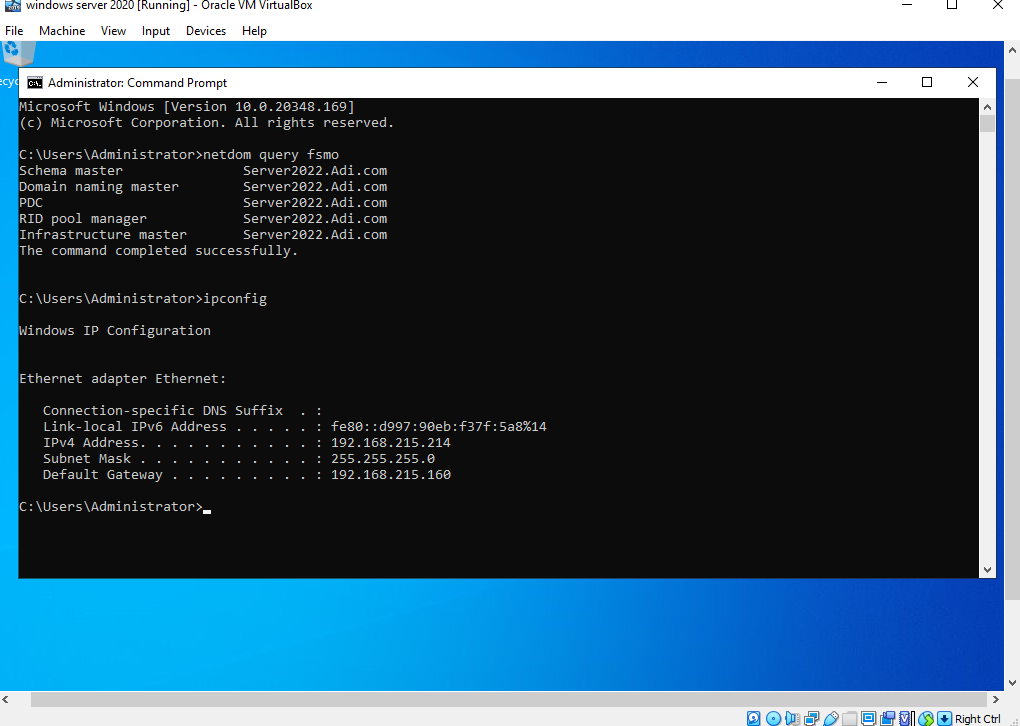 windows server 2020 [Running] - Oracle VM VirtualBox
File Machine View Input Devices Help
Administrator: Command Prompt
Microsoft Windows [Version 10.0.20348.169]
(c) Microsoft Corporation. All rights reserved.
C:\Users\Administrator>netdom query fsmo
Schema master Server2022.Adi.com
Domain naming master Server2022.Adi.com
PDC Server2022.Adi.com
RID pool manager Server2022.Adi.com
Infrastructure master Server2022.Adi.com
The command completed successfully.
C:\Users\Administrator>ipconfig
Windows IP Configuration
Ethernet adapter Ethernet:
Connection-specific DNS Suffix . :
Link-local IPv6 Address . . . . . : fe80::d997:90eb:f37f:5a8%14
IPv4 Address. . . . . . . . . . . : 192.168.215.214
Subnet Mask . . . . . . . . . . . : 255.255.255.0
Default Gateway . . . . . . . . . : 192.168.215.160
C:\Users\Administrator>
Right Ctrl